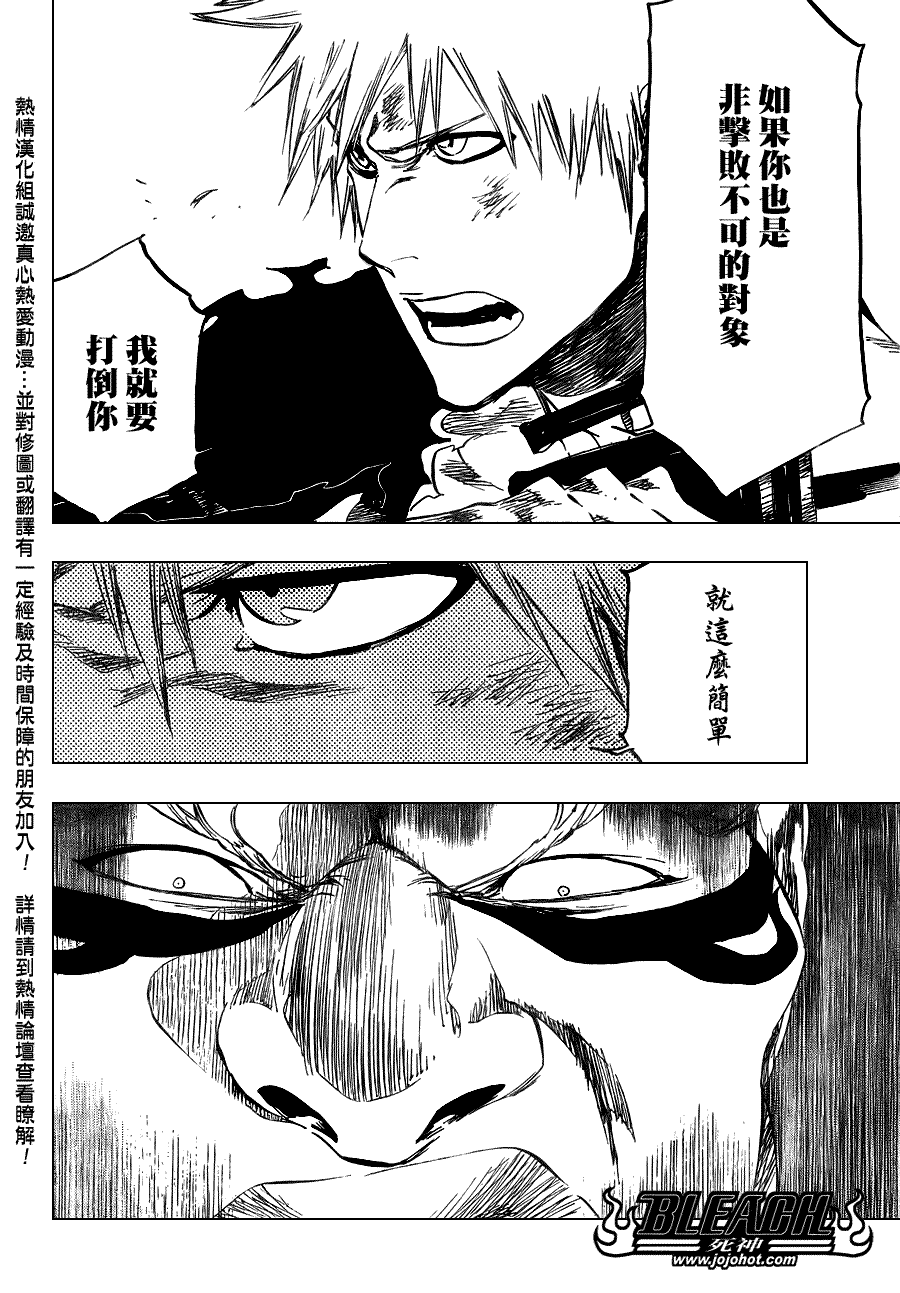 如果你也是
非擊敗不可的對象
我就要
打倒你
就這麼簡單
熱情漢化組誠邀真心熱愛動漫…並對修圖或翻譯有一定經驗及時間保障的朋友加入！ 詳情請到熱情論壇查看瞭解！
BLEACH
死神
www.jojohot.com